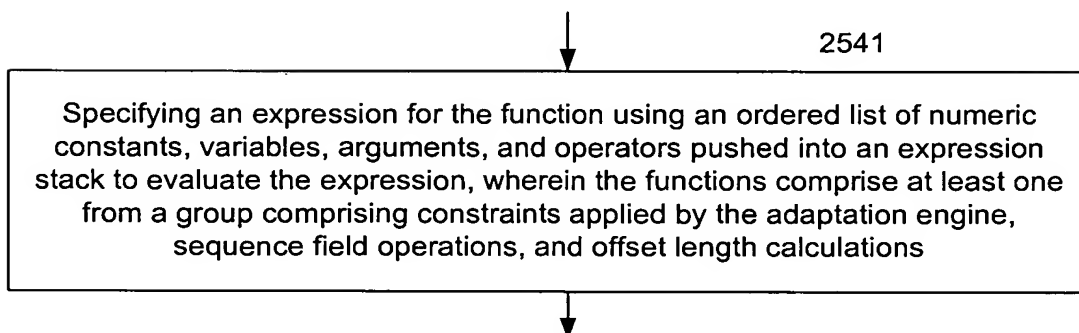 2541
Specifying an expression for the function using an ordered list of numeric
constants, variables, arguments, and operators pushed into an expression
stack to evaluate the expression, wherein the functions comprise at least one
from a group comprising constraints applied by the adaptation engine,
sequence field operations, and offset length calculations